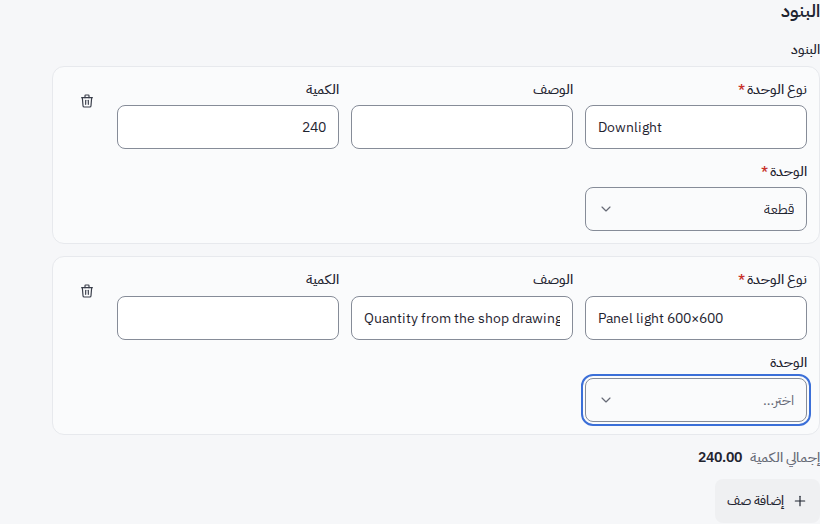 البنود
البنود
نوع الوحدة *
الوصف
الكمية
Downlight
240
الوحدة *
قطعة
نوع الوحدة *
الوصف
الكمية
Panel light 600×600
Quantity from the shop drawing
الوحدة
اختر...
إجمالي الكمية 240.00
+ إضافة صف